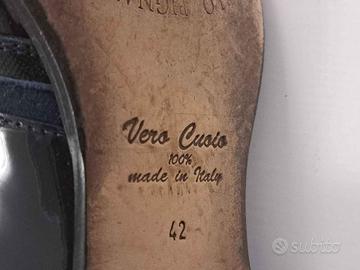 Vero Cuoio
100%
made in Italy
42
subito